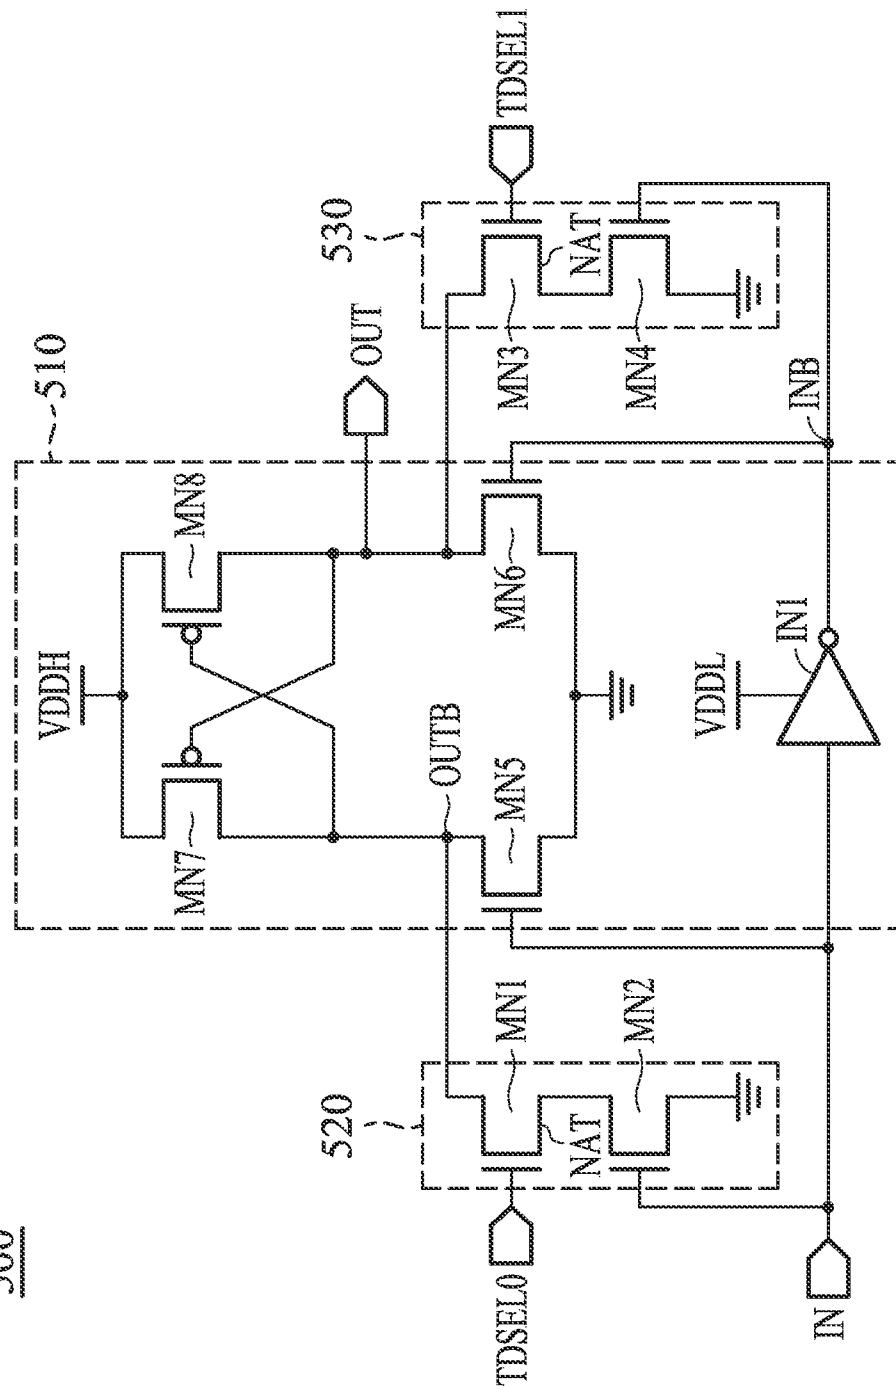 510
VDDH
MN7
MN8
OUT
OUTB
MN5
MN6
520
530
TDSEL0
TDSEL1
MN1
NAT
MN2
MN3
NAT
MN4
VDDL
IN1
INB
IN